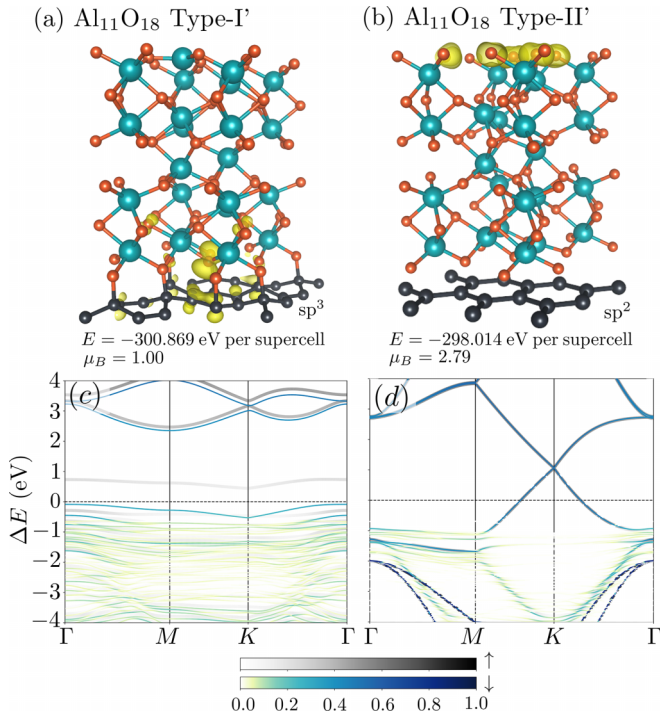 (a) Al₁₁O₁₈ Type-I’
(b) Al₁₁O₁₈ Type-II’
sp³
sp²
E = −300.869 eV per supercell
μ_B = 1.00
E = −298.014 eV per supercell
μ_B = 2.79
(c)
(d)
ΔE (eV)
4
3
2
1
0
−1
−2
−3
−4
Γ M K Γ
Γ M K Γ
↑
↓
0.0 0.2 0.4 0.6 0.8 1.0